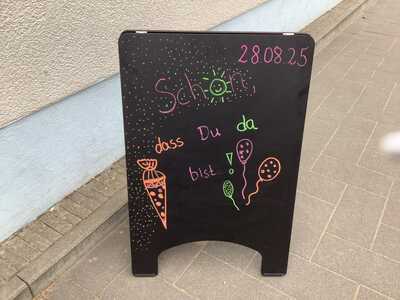 28.08.25
Schön,
dass Du da
bist!